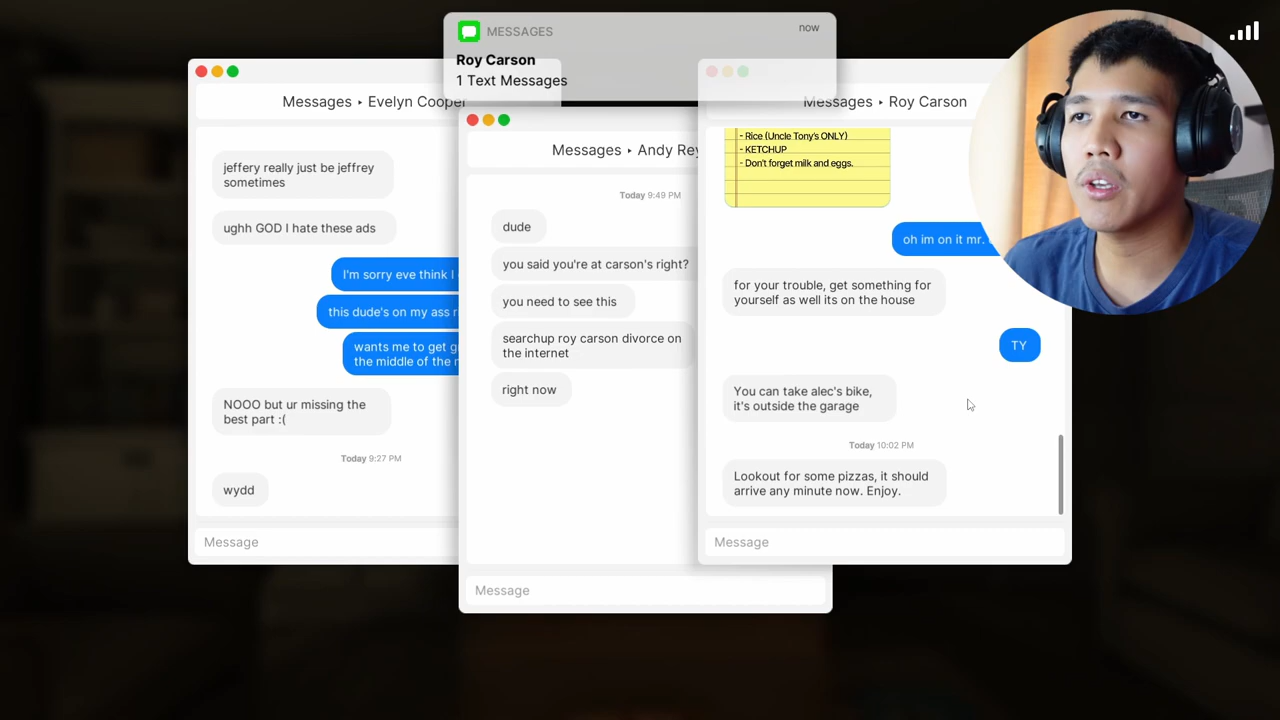 MESSAGES
now
Roy Carson
1 Text Messages
Messages ▸ Evelyn Cooper
jeffery really just be jeffrey
sometimes
ughh GOD I hate these ads
I'm sorry eve think I
this dude's on my ass
wants me to get
the middle of the
NOOO but ur missing the
best part :(
Today 9:27 PM
wydd
Message
Messages ▸ Andy
Today 9:49 PM
dude
you said you're at carson's right?
you need to see this
searchup roy carson divorce on
the internet
right now
Message
Messages ▸ Roy Carson
- Rice (Uncle Tony's ONLY)
- KETCHUP
- Don't forget milk and eggs.
oh im on it mr.
for your trouble, get something for
yourself as well its on the house
TY
You can take alec's bike,
it's outside the garage
Today 10:02 PM
Lookout for some pizzas, it should
arrive any minute now. Enjoy.
Message